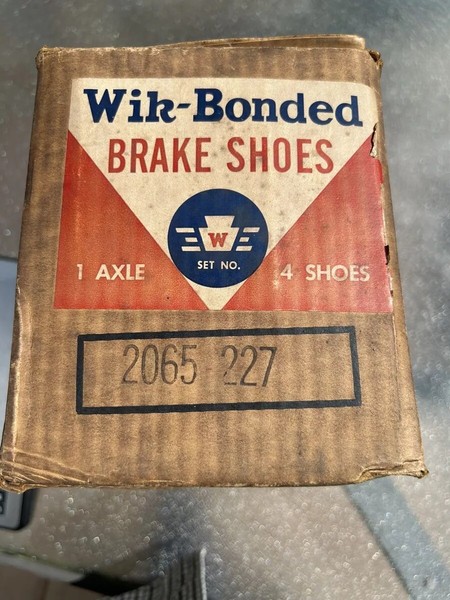 Wik-Bonded
BRAKE SHOES
W
SET NO.
1 AXLE
4 SHOES
2065 227